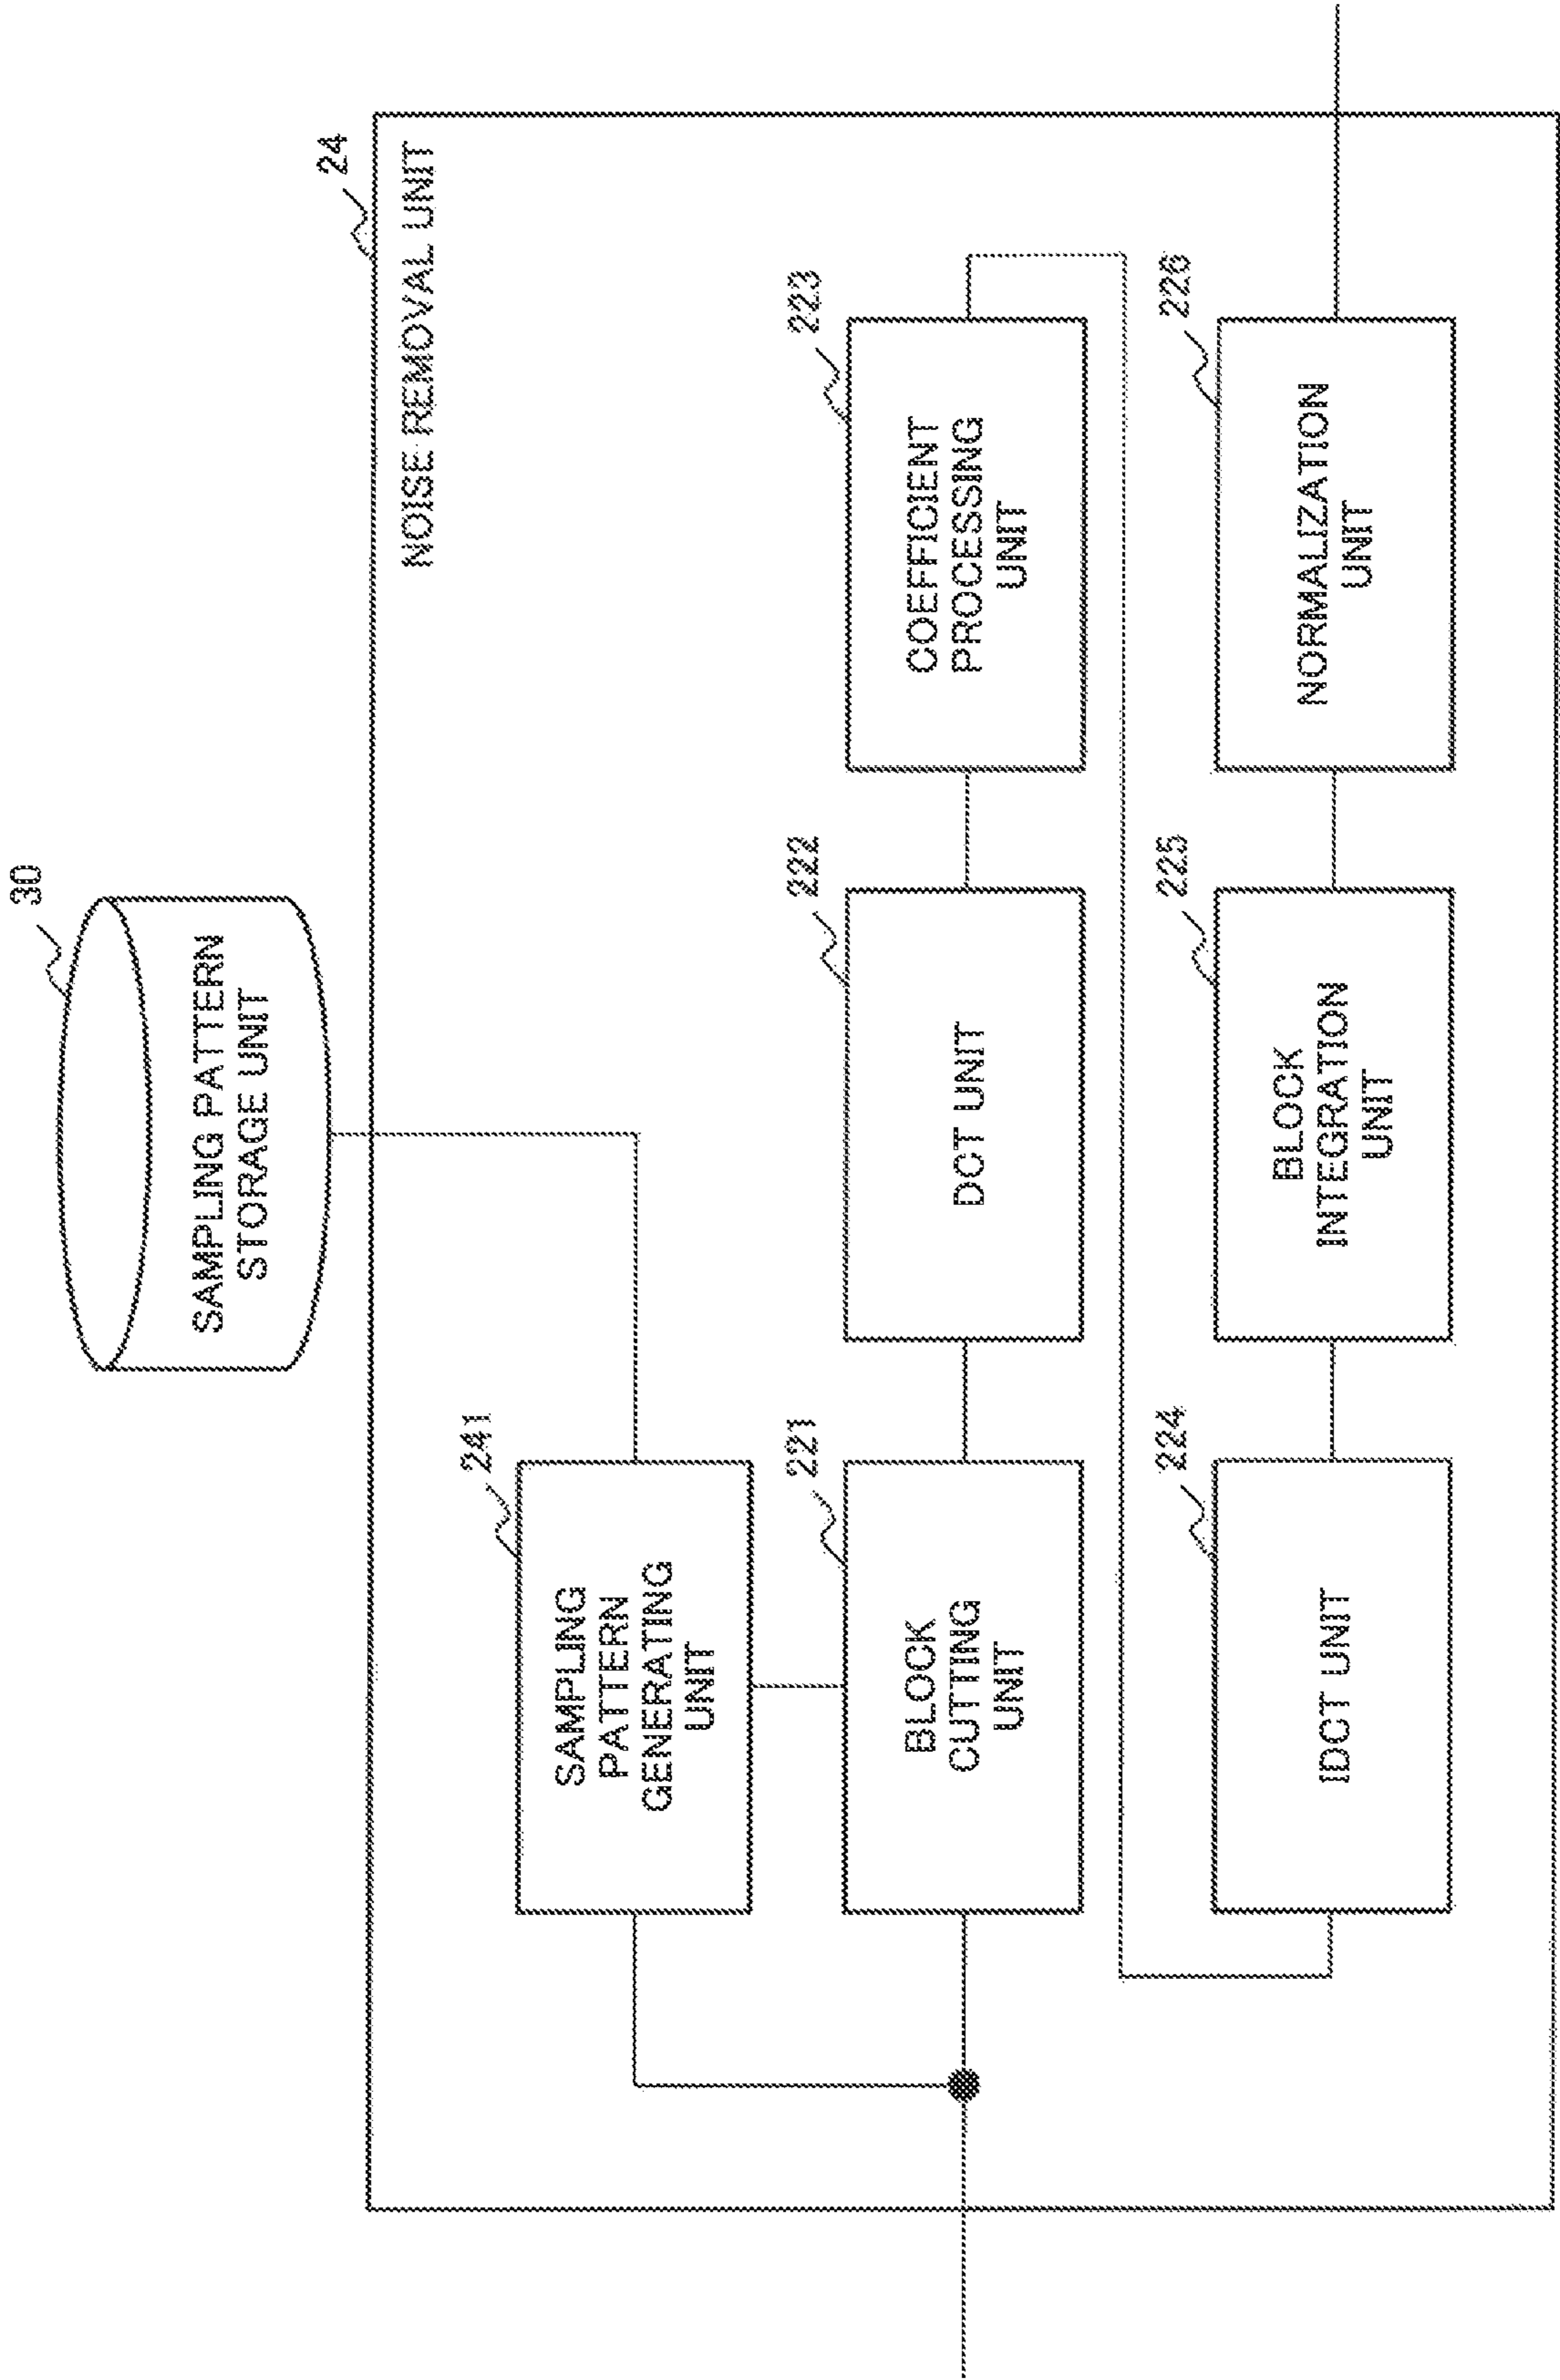 30
SAMPLING PATTERN
STORAGE UNIT
24
NOISE REMOVAL UNIT
241
SAMPLING
PATTERN
GENERATING
UNIT
221
BLOCK
CUTTING
UNIT
222
DCT UNIT
223
COEFFICIENT
PROCESSING
UNIT
224
IDCT UNIT
225
BLOCK
INTEGRATION
UNIT
226
NORMALIZATION
UNIT